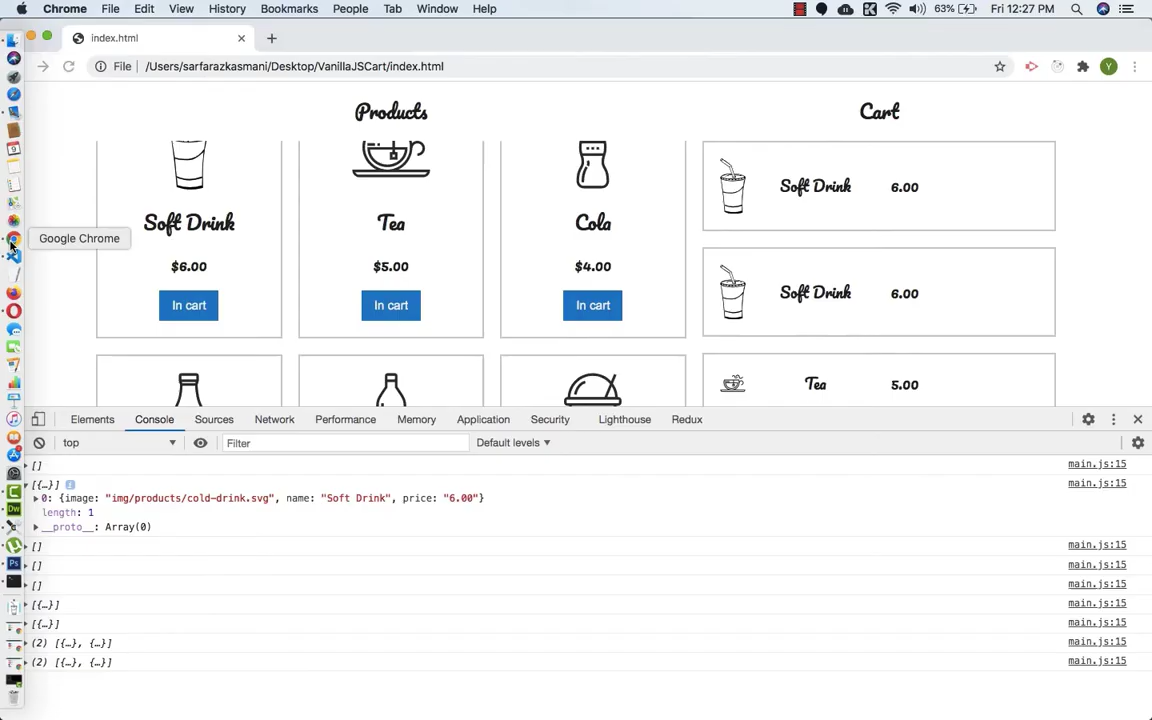 Chrome File Edit View History Bookmarks People Tab Window Help 63% Fri 12:27 PM
index.html
File /Users/sarfarazkasmani/Desktop/VanillaJSCart/index.html Y
Products Cart
Soft Drink 6.00
Soft Drink Tea Cola
Google Chrome
$6.00 $5.00 $4.00
Soft Drink 6.00
In cart In cart In cart
Tea 5.00
Elements Console Sources Network Performance Memory Application Security Lighthouse Redux
top Filter Default levels
[] main.js:15
[{…}] i main.js:15
0: {image: "img/products/cold-drink.svg", name: "Soft Drink", price: "6.00"}
length: 1
__proto__: Array(0)
[] main.js:15
[] main.js:15
[] main.js:15
[{…}] main.js:15
[{…}] main.js:15
(2) [{…}, {…}] main.js:15
(2) [{…}, {…}] main.js:15